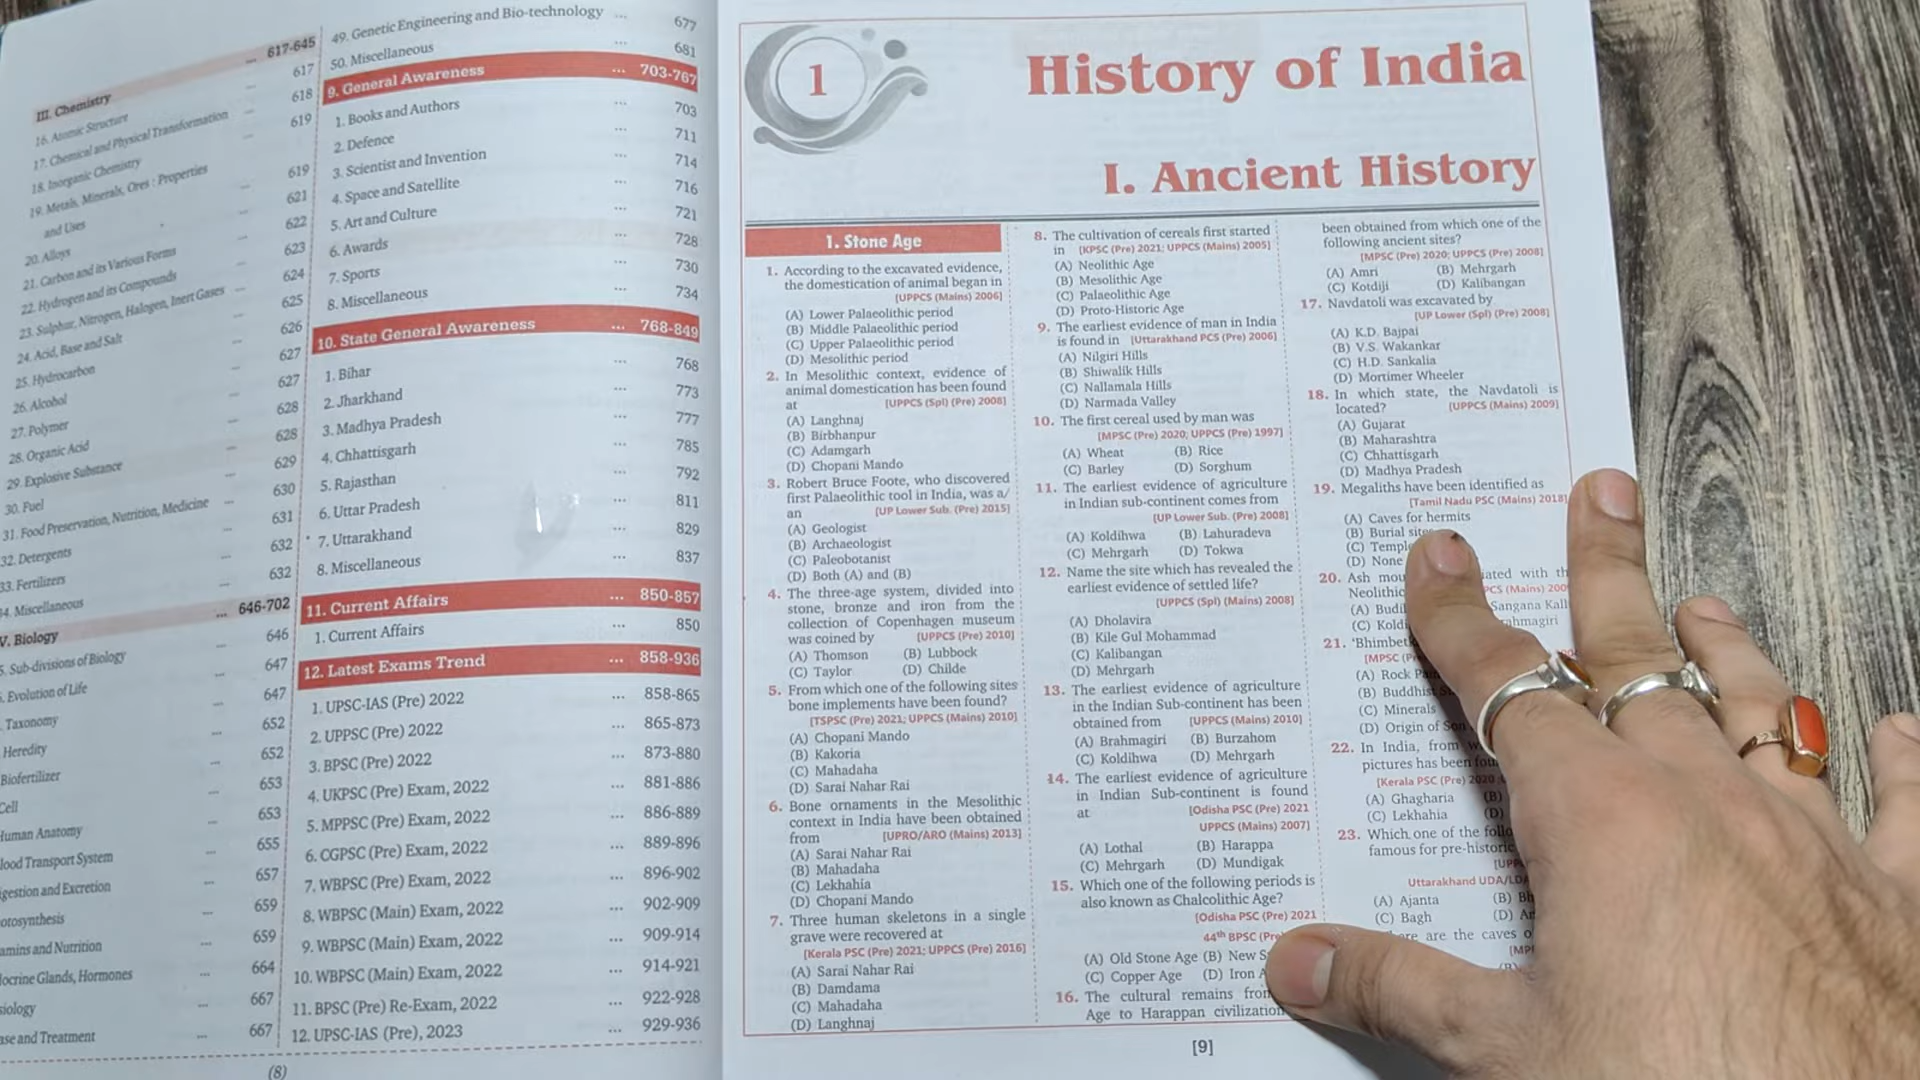 617-645
III. Chemistry
... 617
16. Atomic Structure
... 618
17. Chemical and Physical Transformation
... 619
18. Inorganic Chemistry
19. Metals, Minerals, Ores : Properties
and Uses
619
621
20. Alloys
622
21. Carbon and its Various Forms
623
22. Hydrogen and its Compounds
624
23. Sulphur, Nitrogen, Halogen, Inert Gases
625
24. Acid, Base and Salt
626
25. Hydrocarbon
627
26. Alcohol
627
27. Polymer
628
28. Organic Acid
628
29. Explosive Substance
629
30. Fuel
630
31. Food Preservation, Nutrition, Medicine
631
32. Detergents
632
33. Fertilizers
632
Miscellaneous
... 646-702
V. Biology
646
Sub-divisions of Biology
647
Evolution of Life
647
Taxonomy
652
Heredity
652
Biofertilizer
653
Cell
653
Human Anatomy
655
Blood Transport System
657
Digestion and Excretion
659
659
Nutrition
664
Glands, Hormones
667
667
and Treatment
(8)
49. Genetic Engineering and Bio-technology ... 677
50. Miscellaneous ... 681
9. General Awareness ... 703-767
1. Books and Authors ... 703
2. Defence ... 711
3. Scientist and Invention ... 714
4. Space and Satellite ... 716
5. Art and Culture ... 721
6. Awards ... 728
7. Sports ... 730
8. Miscellaneous ... 734
10. State General Awareness ... 768-849
1. Bihar ... 768
2. Jharkhand ... 773
3. Madhya Pradesh ... 777
4. Chhattisgarh ... 785
5. Rajasthan ... 792
6. Uttar Pradesh ... 811
7. Uttarakhand ... 829
8. Miscellaneous ... 837
11. Current Affairs ... 850-857
1. Current Affairs ... 850
12. Latest Exams Trend ... 858-936
1. UPSC-IAS (Pre) 2022 ... 858-865
2. UPPSC (Pre) 2022 ... 865-873
3. BPSC (Pre) 2022 ... 873-880
4. UKPSC (Pre) Exam, 2022 ... 881-886
5. MPPSC (Pre) Exam, 2022 ... 886-889
6. CGPSC (Pre) Exam, 2022 ... 889-896
7. WBPSC (Pre) Exam, 2022 ... 896-902
8. WBPSC (Main) Exam, 2022 ... 902-909
9. WBPSC (Main) Exam, 2022 ... 909-914
10. WBPSC (Main) Exam, 2022 ... 914-921
11. BPSC (Pre) Re-Exam, 2022 ... 922-928
12. UPSC-IAS (Pre), 2023 ... 929-936
1
History of India
I. Ancient History
1. Stone Age
1. According to the excavated evidence,
the domestication of animal began in
[UPPCS (Mains) 2006]
(A) Lower Palaeolithic period
(B) Middle Palaeolithic period
(C) Upper Palaeolithic period
(D) Mesolithic period
2. In Mesolithic context, evidence of
animal domestication has been found
at [UPPCS (Spl) (Pre) 2008]
(A) Langhnaj
(B) Birbhanpur
(C) Adamgarh
(D) Chopani Mando
3. Robert Bruce Foote, who discovered
first Palaeolithic tool in India, was a/
an [UP Lower Sub. (Pre) 2015]
(A) Geologist
(B) Archaeologist
(C) Paleobotanist
(D) Both (A) and (B)
4. The three-age system, divided into
stone, bronze and iron from the
collection of Copenhagen museum
was coined by [UPPCS (Pre) 2010]
(A) Thomson (B) Lubbock
(C) Taylor (D) Childe
5. From which one of the following sites
bone implements have been found?
[TSPSC (Pre) 2021; UPPCS (Mains) 2010]
(A) Chopani Mando
(B) Kakoria
(C) Mahadaha
(D) Sarai Nahar Rai
6. Bone ornaments in the Mesolithic
context in India have been obtained
from [UPRO/ARO (Mains) 2013]
(A) Sarai Nahar Rai
(B) Mahadaha
(C) Lekhahia
(D) Chopani Mando
7. Three human skeletons in a single
grave were recovered at
[Kerala PSC (Pre) 2021; UPPCS (Pre) 2016]
(A) Sarai Nahar Rai
(B) Damdama
(C) Mahadaha
(D) Langhnaj
8. The cultivation of cereals first started
in [KPSC (Pre) 2021; UPPCS (Mains) 2005]
(A) Neolithic Age
(B) Mesolithic Age
(C) Palaeolithic Age
(D) Proto-Historic Age
9. The earliest evidence of man in India
is found in [Uttarakhand PCS (Pre) 2006]
(A) Nilgiri Hills
(B) Shiwalik Hills
(C) Nallamala Hills
(D) Narmada Valley
10. The first cereal used by man was
[MPSC (Pre) 2020; UPPCS (Pre) 1997]
(A) Wheat (B) Rice
(C) Barley (D) Sorghum
11. The earliest evidence of agriculture
in Indian sub-continent comes from
[UP Lower Sub. (Pre) 2008]
(A) Koldihwa (B) Lahuradeva
(C) Mehrgarh (D) Tokwa
12. Name the site which has revealed the
earliest evidence of settled life?
[UPPCS (Spl) (Mains) 2008]
(A) Dholavira
(B) Kile Gul Mohammad
(C) Kalibangan
(D) Mehrgarh
13. The earliest evidence of agriculture
in the Indian Sub-continent has been
obtained from [UPPCS (Mains) 2010]
(A) Brahmagiri (B) Burzahom
(C) Koldihwa (D) Mehrgarh
14. The earliest evidence of agriculture
in Indian Sub-continent is found
at [Odisha PSC (Pre) 2021
UPPCS (Mains) 2007]
(A) Lothal (B) Harappa
(C) Mehrgarh (D) Mundigak
15. Which one of the following periods is
also known as Chalcolithic Age?
[Odisha PSC (Pre) 2021
44th BPSC (Pre
(A) Old Stone Age (B) New S
(C) Copper Age (D) Iron A
16. The cultural remains from
Age to Harappan civilization
been obtained from which one of the
following ancient sites?
[MPSC (Pre) 2020; UPPCS (Pre) 2008]
(A) Amri (B) Mehrgarh
(C) Kotdiji (D) Kalibangan
17. Navdatoli was excavated by
[UP Lower (Spl) (Pre) 2008]
(A) K.D. Bajpai
(B) V.S. Wakankar
(C) H.D. Sankalia
(D) Mortimer Wheeler
18. In which state, the Navdatoli is
located? [UPPCS (Mains) 2009]
(A) Gujarat
(B) Maharashtra
(C) Chhattisgarh
(D) Madhya Pradesh
19. Megaliths have been identified as
[Tamil Nadu PSC (Mains) 2018]
(A) Caves for hermits
(B) Burial sites
(C) Templ
(D) None
20. Ash mou ated with th
Neolithic PCS (Mains) 200
(A) Budi Sangana Kall
(C) Koldi ahmagiri
21. 'Bhimbet
[MPSC (P
(A) Rock Pain
(B) Buddhist
(C) Minerals
(D) Origin of Son
22. In India, from w
pictures has been fou
[Kerala PSC (Pre) 2020
(A) Ghagharia (B)
(C) Lekhahia (D)
23. Which one of the follo
famous for pre-historic
[UPP
Uttarakhand UDA/LDA
(A) Ajanta (B) Bh
(C) Bagh (D) A
are the caves o
[MP
[9]